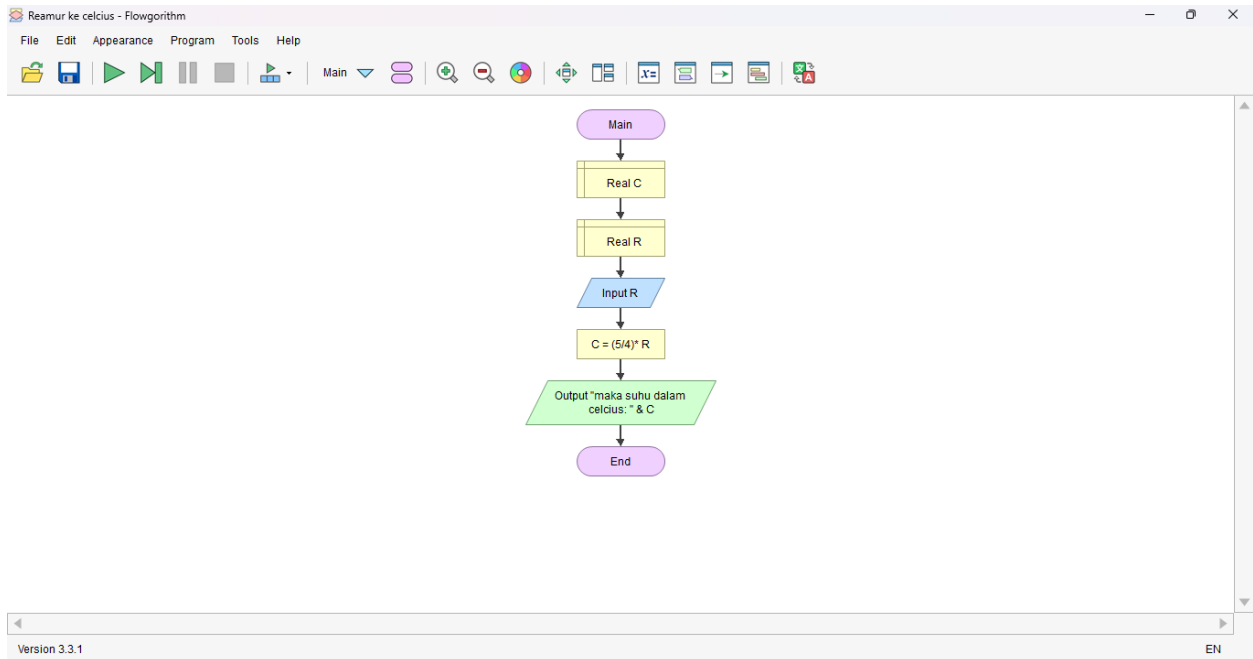 Reamur ke celcius - Flowgorithm
File Edit Appearance Program Tools Help
Main
x=
Main
Real C
Real R
Input R
C = (5/4)* R
Output "maka suhu dalam
celcius: " & C
End
Version 3.3.1
EN